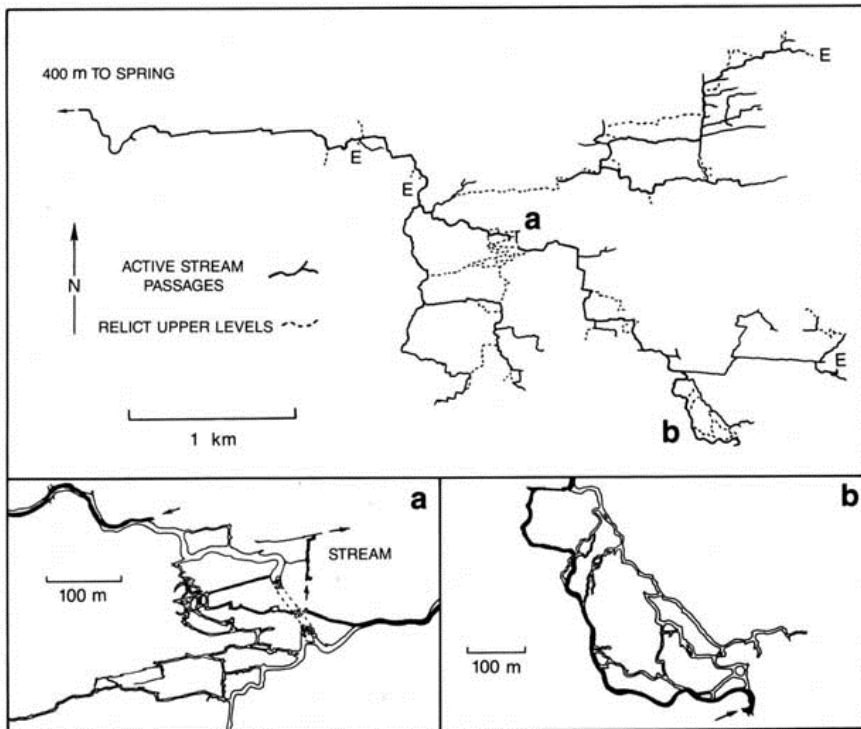 400 m TO SPRING
E
E
E
a
N
ACTIVE STREAM
PASSAGES
RELICT UPPER LEVELS
E
1 km
b
a
STREAM
100 m
b
100 m